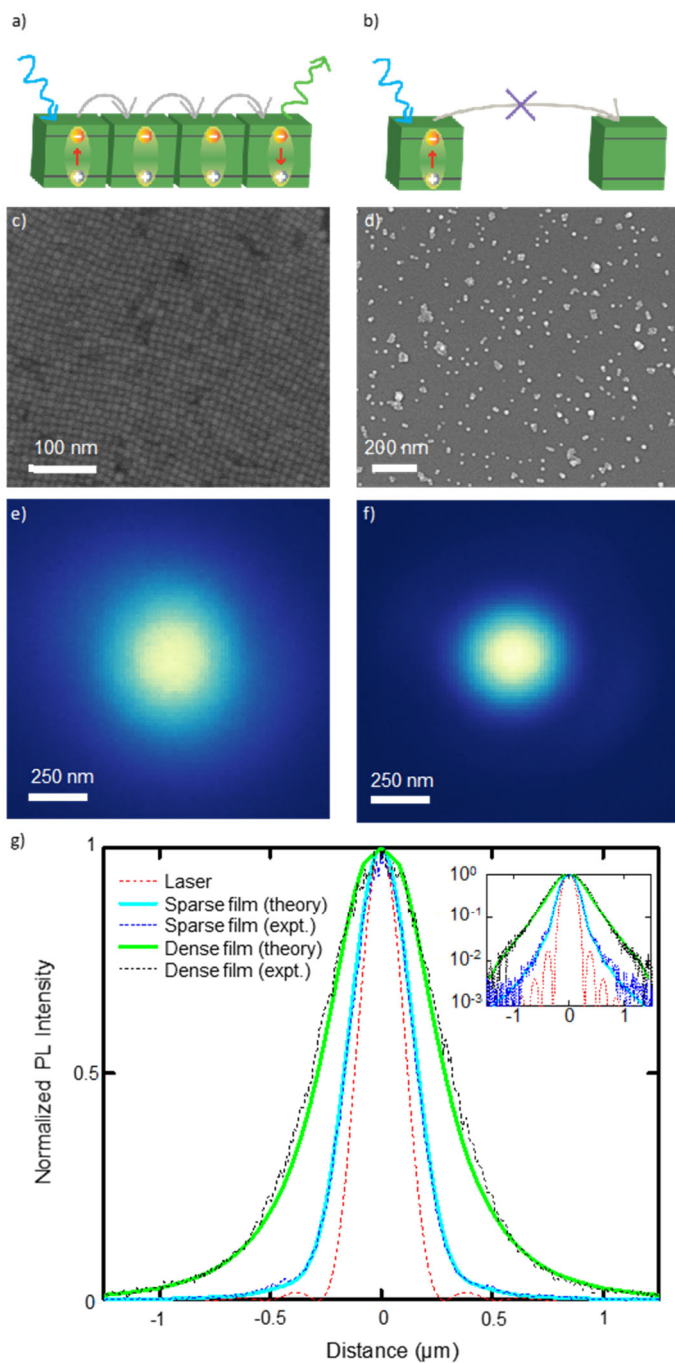 a)
b)
c)
d)
100 nm
200 nm
e)
f)
250 nm
250 nm
g)
1
0.5
0
Normalized PL Intensity
Laser
Sparse film (theory)
Sparse film (expt.)
Dense film (theory)
Dense film (expt.)
10⁰
10⁻¹
10⁻²
10⁻³
-1 0 1
-1 -0.5 0 0.5 1
Distance (µm)